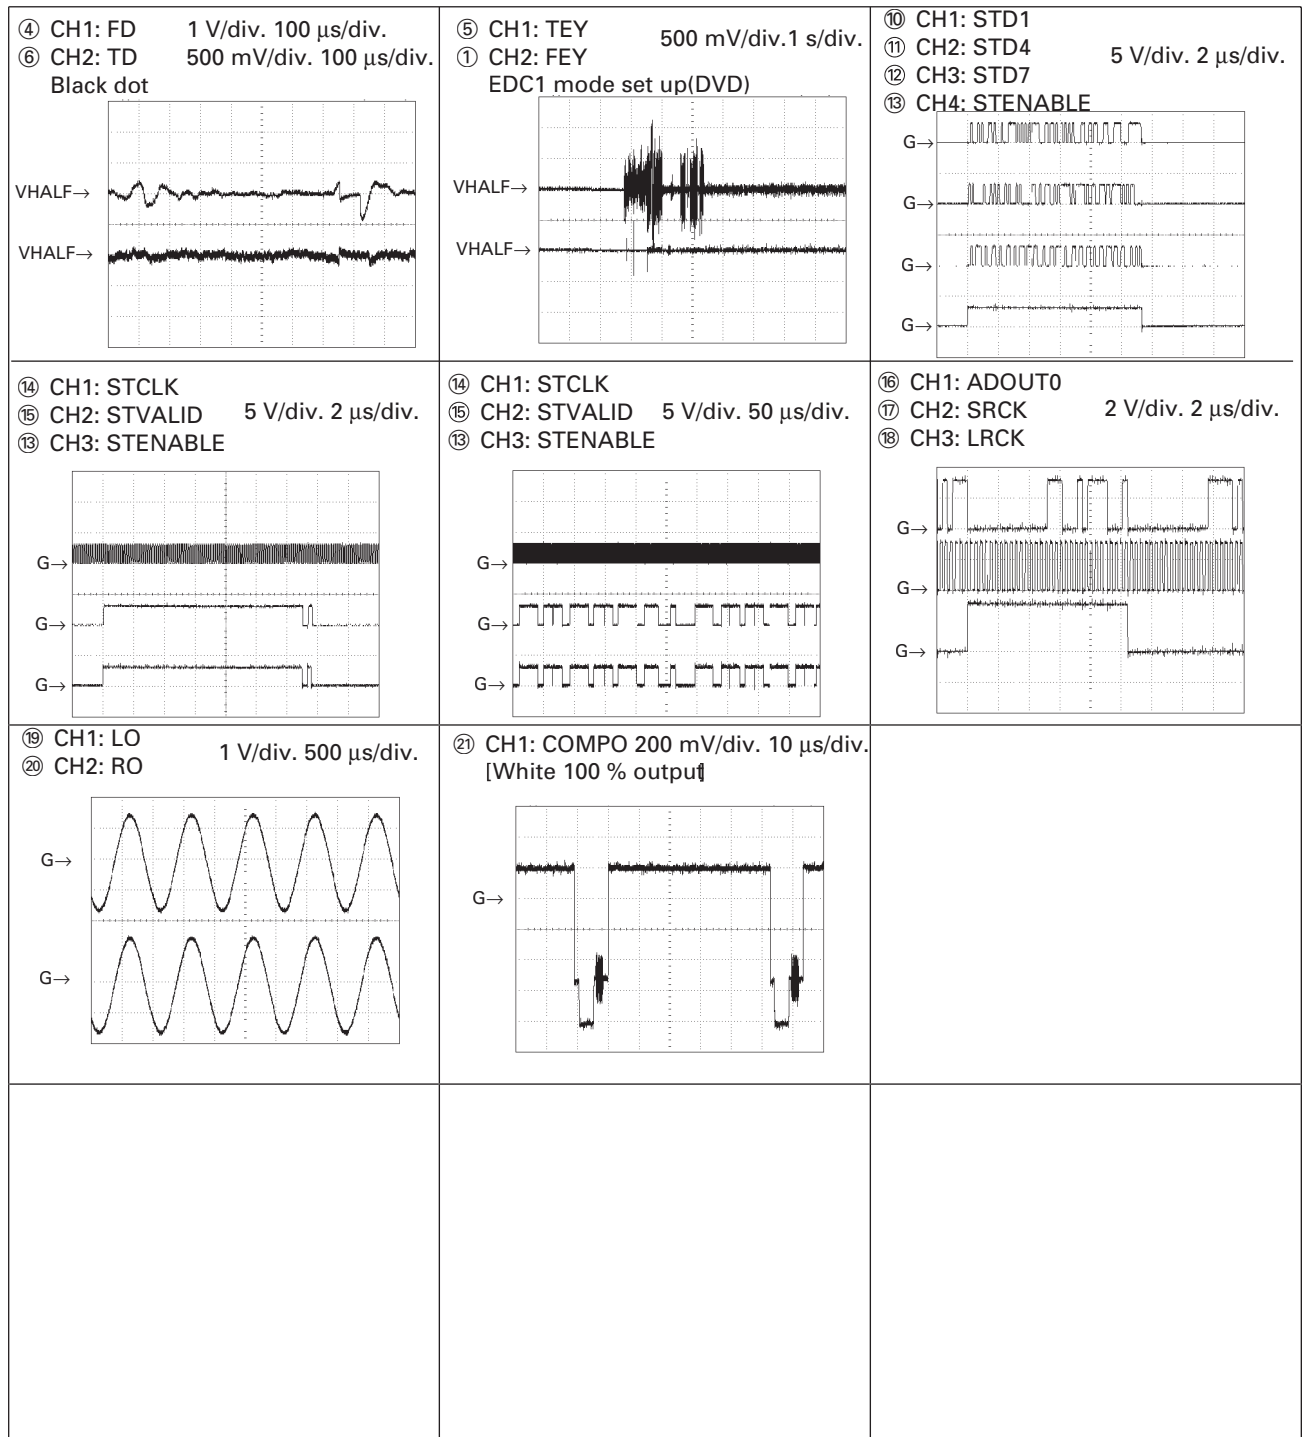 ④ CH1: FD 1 V/div. 100 µs/div.
⑥ CH2: TD 500 mV/div. 100 µs/div.
Black dot
VHALF→
VHALF→
⑤ CH1: TEY
① CH2: FEY
500 mV/div.1 s/div.
EDC1 mode set up(DVD)
VHALF→
VHALF→
⑩ CH1: STD1
⑪ CH2: STD4
⑫ CH3: STD7
⑬ CH4: STENABLE
5 V/div. 2 µs/div.
G→
G→
G→
G→
⑭ CH1: STCLK
⑮ CH2: STVALID 5 V/div. 2 µs/div.
⑬ CH3: STENABLE
G→
G→
G→
⑭ CH1: STCLK
⑮ CH2: STVALID 5 V/div. 50 µs/div.
⑬ CH3: STENABLE
G→
G→
G→
⑯ CH1: ADOUT0
⑰ CH2: SRCK 2 V/div. 2 µs/div.
⑱ CH3: LRCK
G→
G→
G→
⑲ CH1: LO
⑳ CH2: RO
1 V/div. 500 µs/div.
G→
G→
㉑ CH1: COMPO 200 mV/div. 10 µs/div.
[White 100 % output]
G→